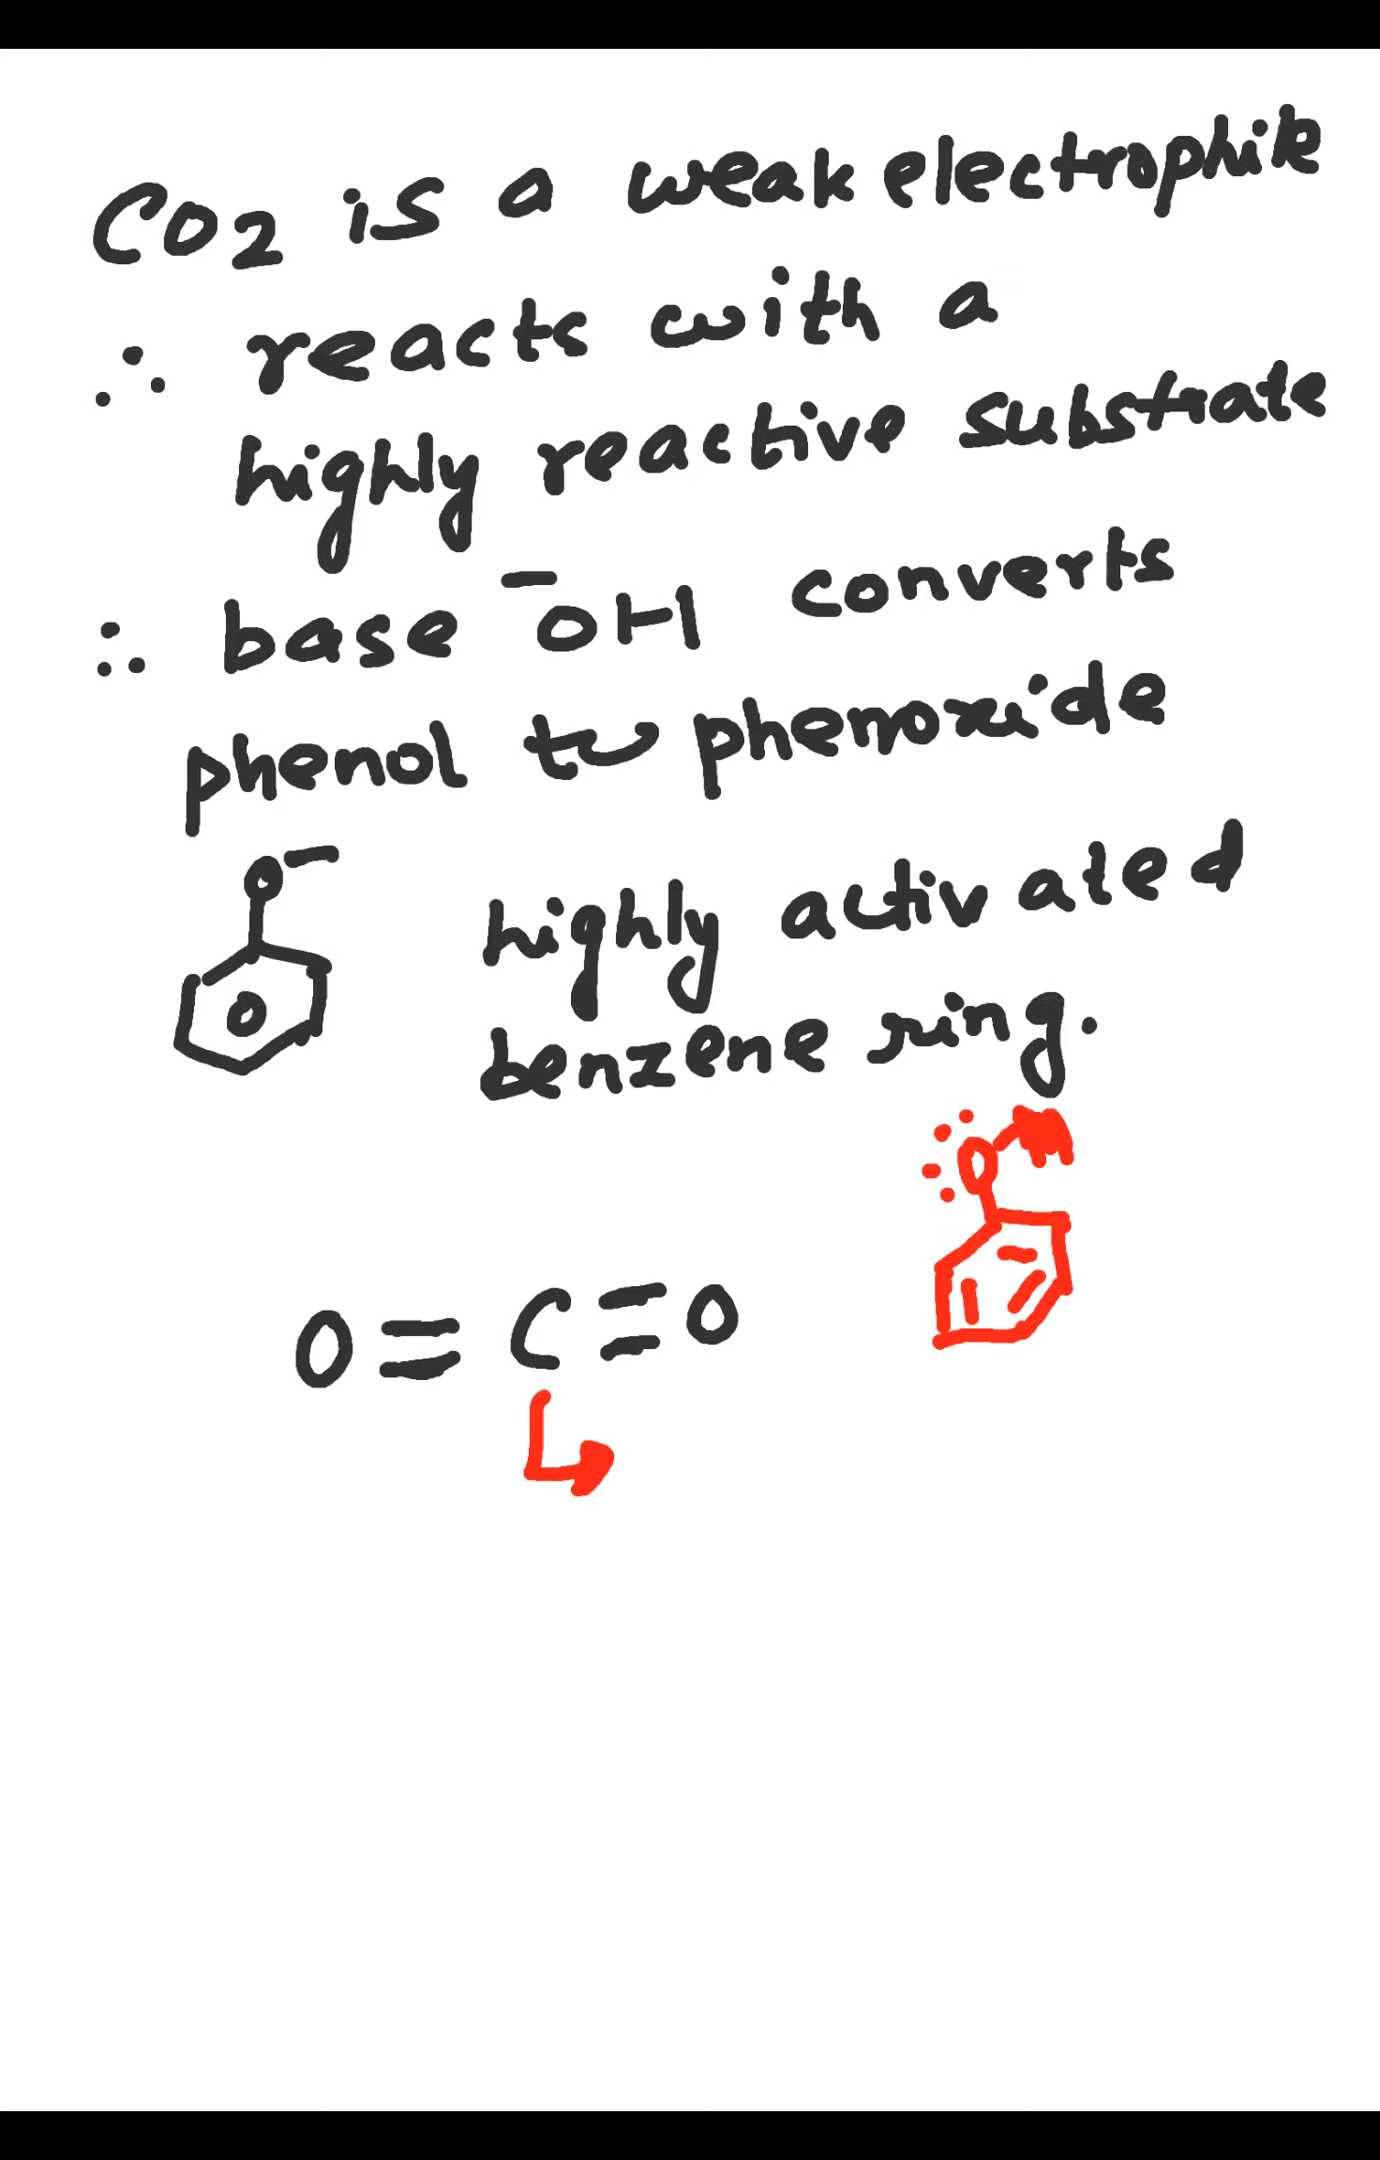 CO2 is a weak electrophile
∴ reacts with a
highly reactive substrate
∴ base ⁻OH converts
phenol to phenoxide
O⁻
highly activated
benzene ring.
O
O = C = O